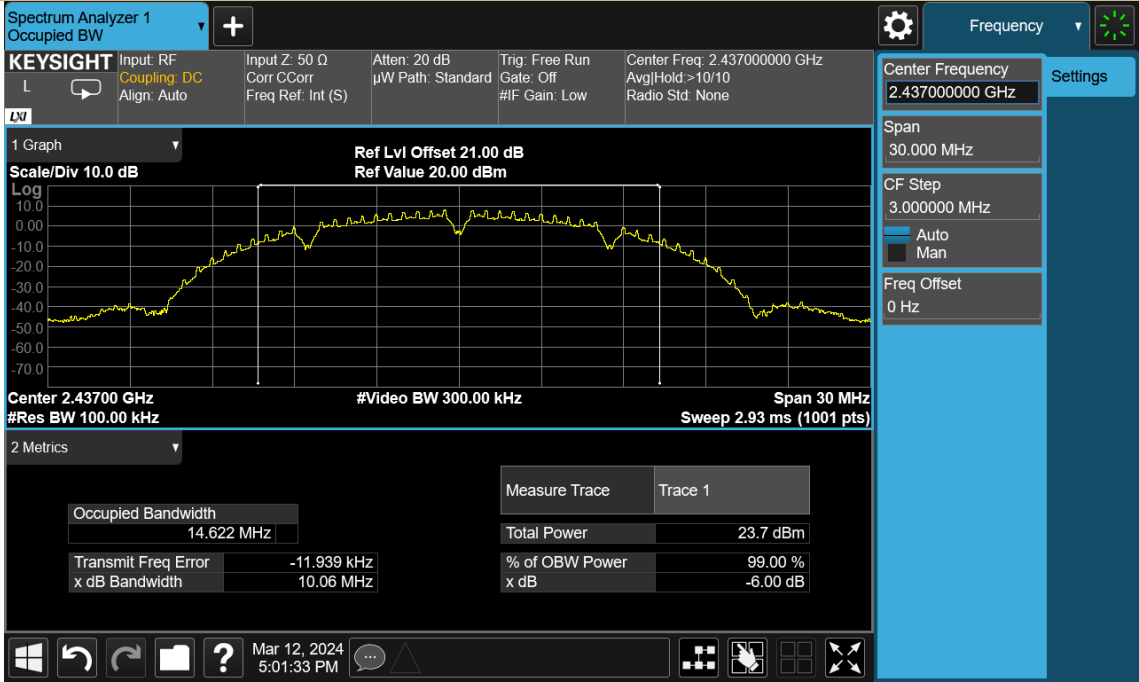 Spectrum Analyzer 1
Occupied BW
+
Frequency
KEYSIGHT
L
LXI
Input: RF
Coupling: DC
Align: Auto
Input Z: 50 Ω
Corr CCorr
Freq Ref: Int (S)
Atten: 20 dB
µW Path: Standard
Trig: Free Run
Gate: Off
#IF Gain: Low
Center Freq: 2.437000000 GHz
Avg|Hold:>10/10
Radio Std: None
Center Frequency
2.437000000 GHz
Settings
Span
30.000 MHz
CF Step
3.000000 MHz
Auto
Man
Freq Offset
0 Hz
1 Graph
Scale/Div 10.0 dB
Ref Lvl Offset 21.00 dB
Ref Value 20.00 dBm
Log
10.0
0.00
-10.0
-20.0
-30.0
-40.0
-50.0
-60.0
-70.0
Center 2.43700 GHz
#Video BW 300.00 kHz
Span 30 MHz
#Res BW 100.00 kHz
Sweep 2.93 ms (1001 pts)
2 Metrics
Occupied Bandwidth
14.622 MHz
Transmit Freq Error -11.939 kHz
x dB Bandwidth 10.06 MHz
Measure Trace Trace 1
Total Power 23.7 dBm
% of OBW Power 99.00 %
x dB -6.00 dB
?
Mar 12, 2024
5:01:33 PM